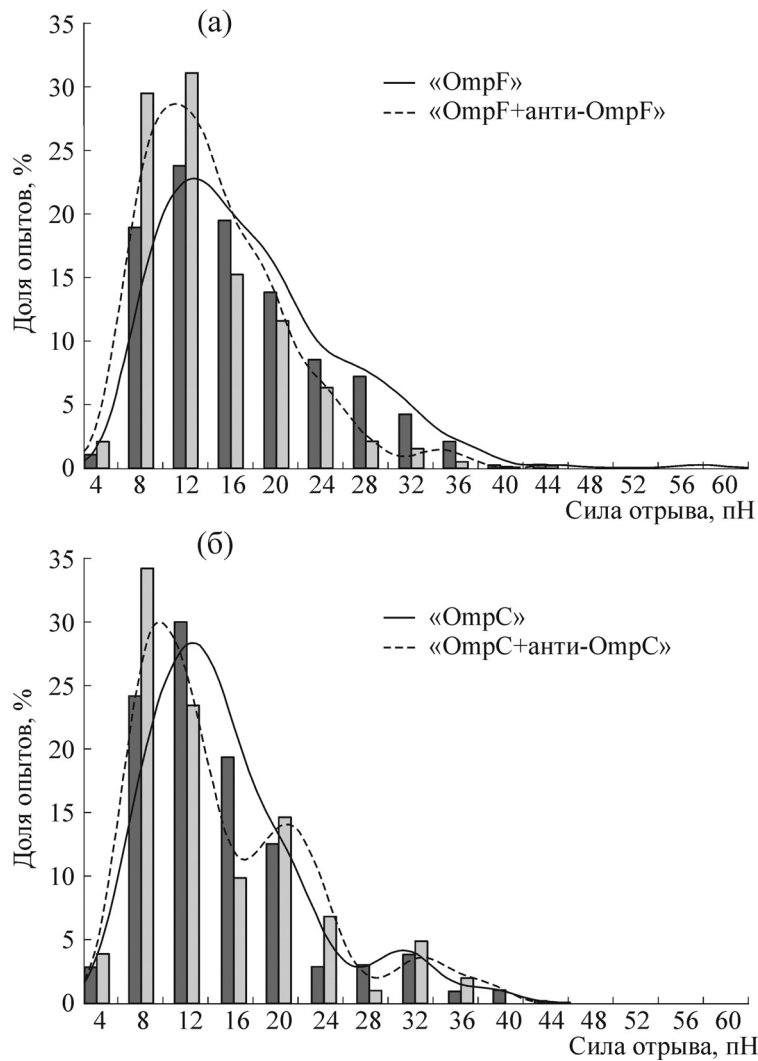 (а)
35
30
25
20
15
10
5
0
Доля опытов, %
«OmpF»
«OmpF+анти-OmpF»
4 8 12 16 20 24 28 32 36 40 44 48 52 56 60
Сила отрыва, пН
(б)
35
30
25
20
15
10
5
0
Доля опытов, %
«OmpC»
«OmpC+анти-OmpC»
4 8 12 16 20 24 28 32 36 40 44 48 52 56 60
Сила отрыва, пН